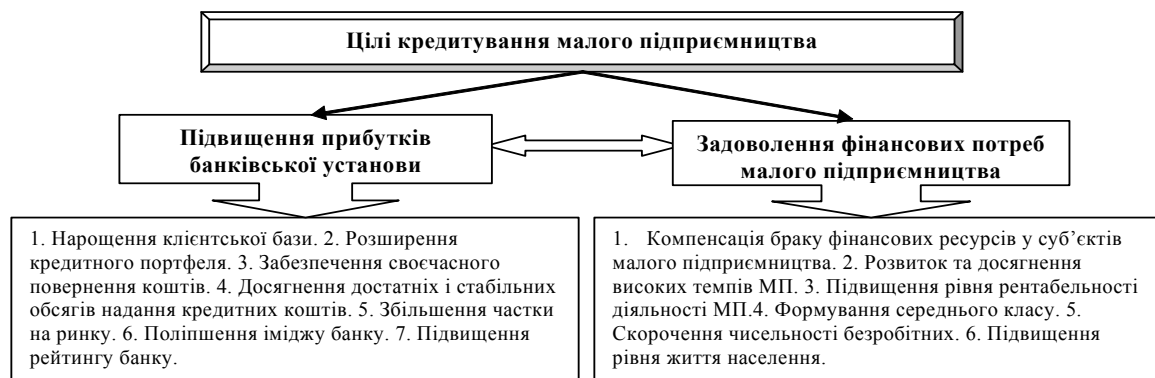 Цілі кредитування малого підприємництва
Підвищення прибутків
банківської установи
Задоволення фінансових потреб
малого підприємництва
1. Нарощення клієнтської бази. 2. Розширення
кредитного портфеля. 3. Забезпечення своєчасного
повернення коштів. 4. Досягнення достатніх і стабільних
обсягів надання кредитних коштів. 5. Збільшення частки
на ринку. 6. Поліпшення іміджу банку. 7. Підвищення
рейтингу банку.
1. Компенсація браку фінансових ресурсів у суб’єктів
малого підприємництва. 2. Розвиток та досягнення
високих темпів МП. 3. Підвищення рівня рентабельності
діяльності МП.4. Формування середнього класу. 5.
Скорочення чисельності безробітних. 6. Підвищення
рівня життя населення.